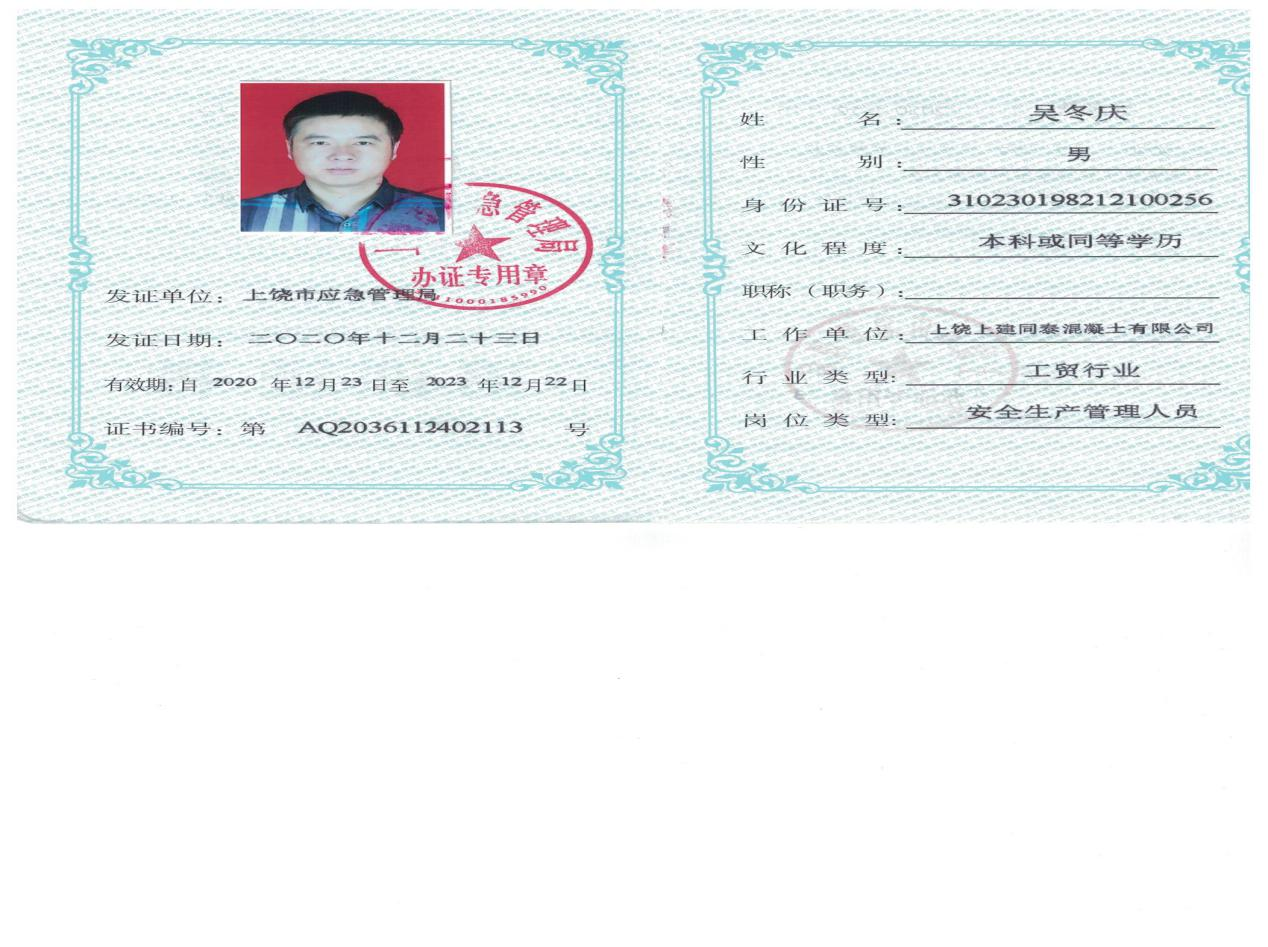 急管理局
办证专用章
发证单位：上饶市应急管理局
发证日期：二〇二〇年十二月二十三日
有效期：自 2020 年12月23日至 2023 年12月22日
证书编号：第 AQ2036112402113 号
姓 名：吴冬庆
性 别：男
身份证号：310230198212100256
文化程度：本科或同等学历
职称（职务）：
工作单位：上饶上建同泰混凝土有限公司
行业类型：工贸行业
岗位类型：安全生产管理人员